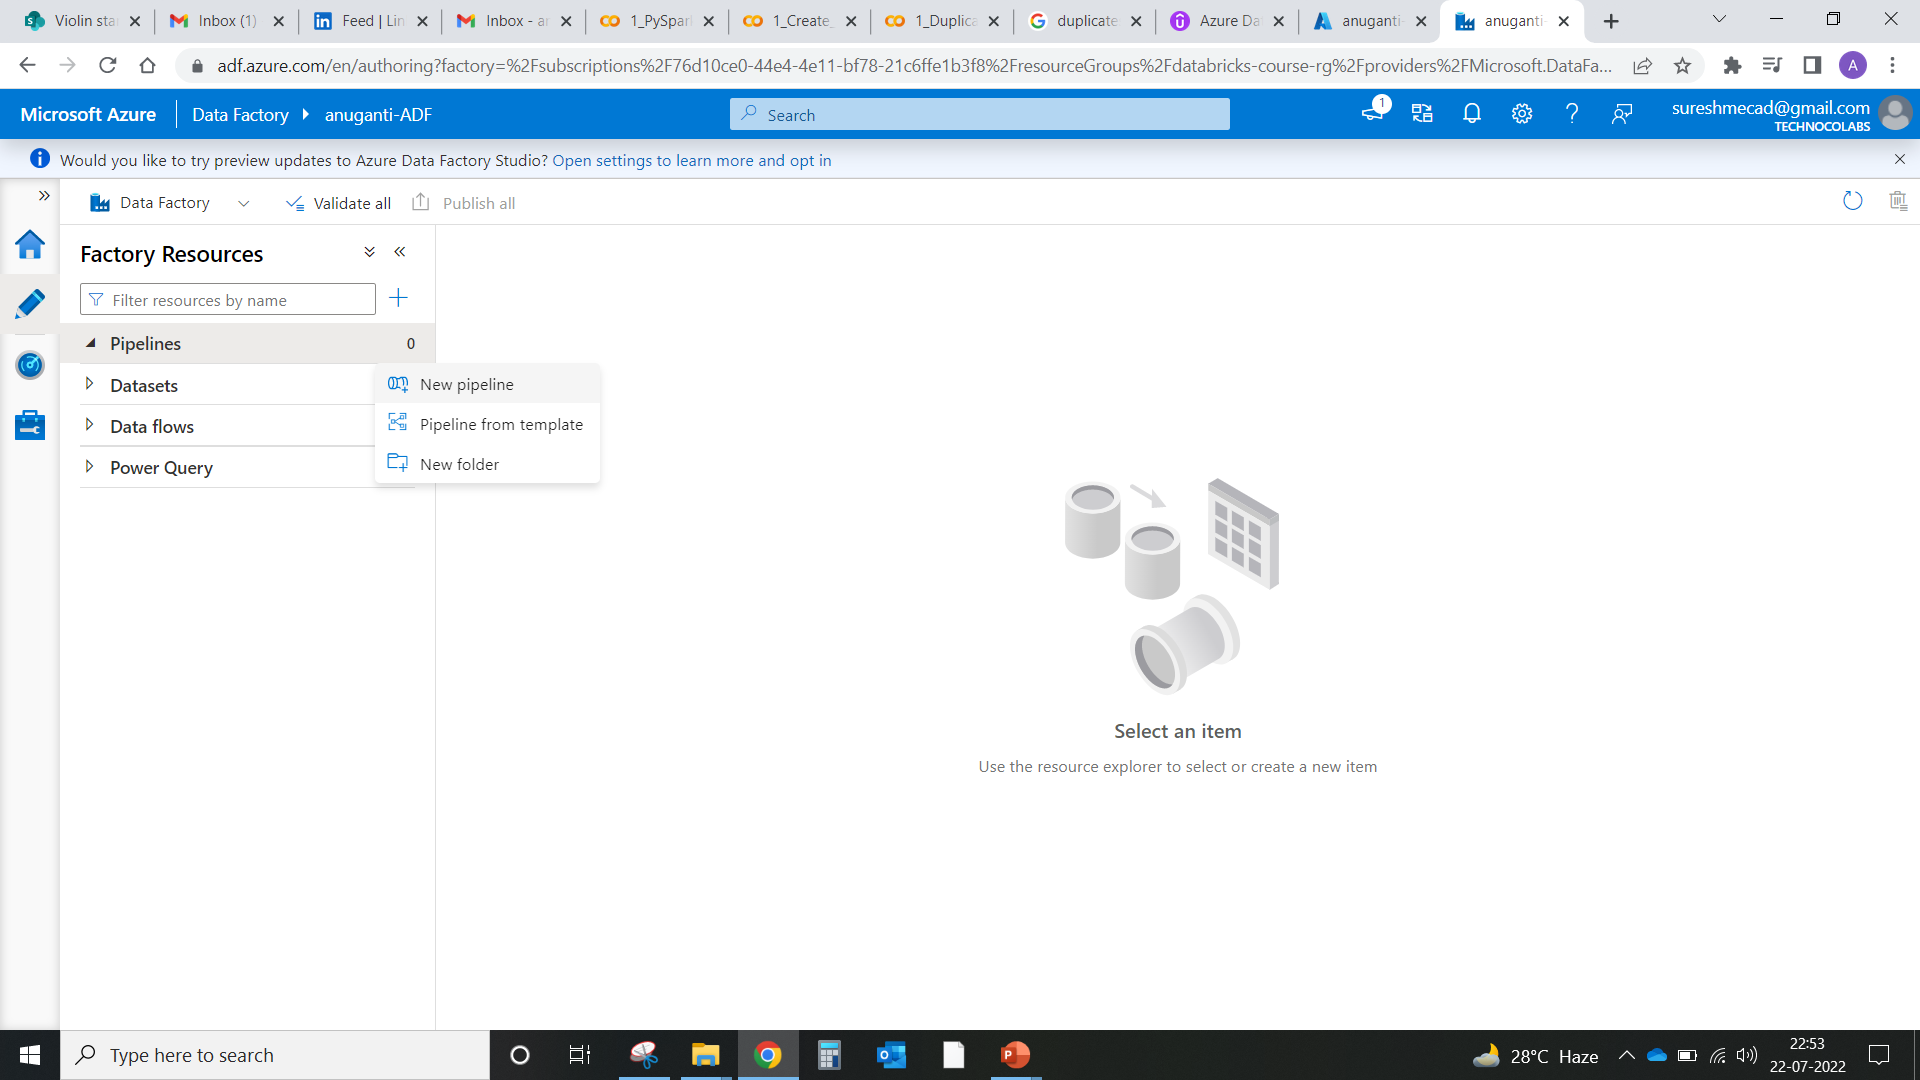 Violin sta
Inbox (1)
Feed | Lin
Inbox - a
1_PySpar
1_Create_
1_Duplica
duplicate
Azure Da
anuganti-
anuganti-
adf.azure.com/en/authoring?factory=%2Fsubscriptions%2F76d10ce0-44e4-4e11-bf78-21c6ffe1b3f8%2FresourceGroups%2Fdatabricks-course-rg%2Fproviders%2FMicrosoft.DataFa...
A
Microsoft Azure
Data Factory
anuganti-ADF
Search
1
sureshmecad@gmail.com
TECHNOCOLABS
Would you like to try preview updates to Azure Data Factory Studio? Open settings to learn more and opt in
Data Factory
Validate all
Publish all
Factory Resources
Filter resources by name
Pipelines 0
Datasets
Data flows
Power Query
New pipeline
Pipeline from template
New folder
Select an item
Use the resource explorer to select or create a new item
Type here to search
28°C Haze
22:53
22-07-2022